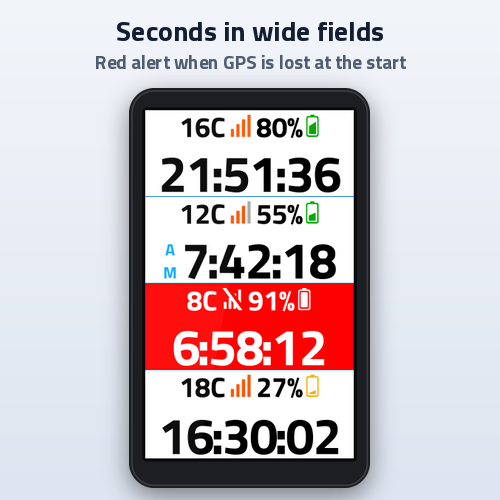 Seconds in wide fields
Red alert when GPS is lost at the start
16C 80%
21:51:36
12C 55%
AM 7:42:18
8C 91%
6:58:12
18C 27%
16:30:02